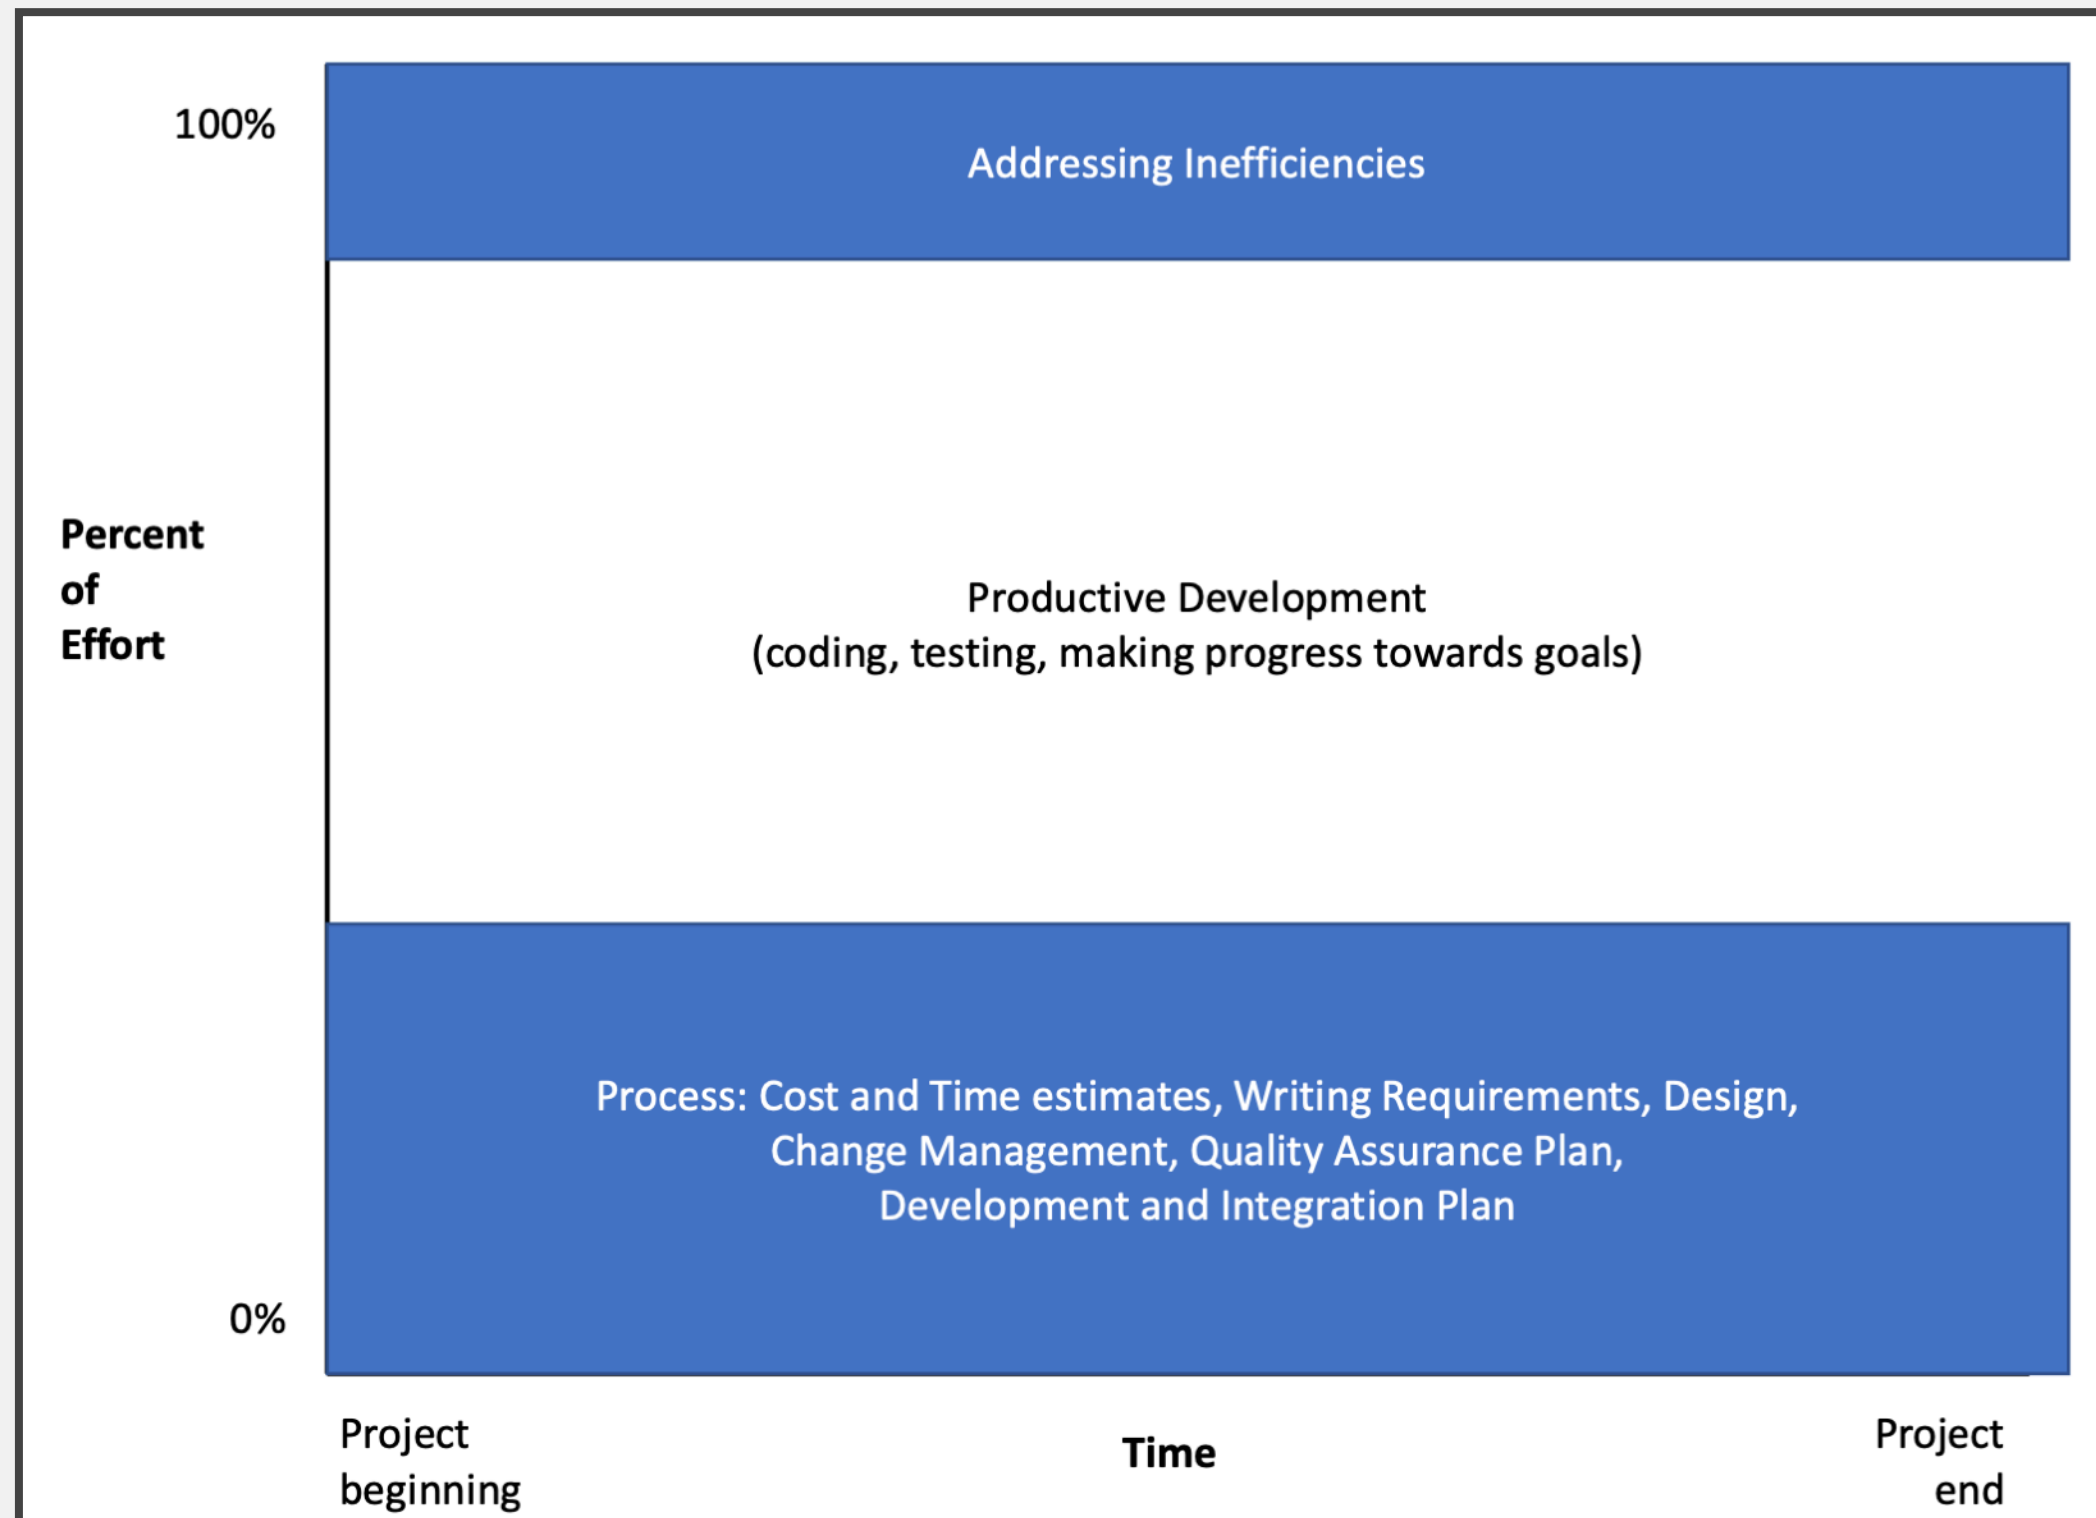 100%
Addressing Inefficiencies
Percent
of
Effort
Productive Development
(coding, testing, making progress towards goals)
Process: Cost and Time estimates, Writing Requirements, Design,
Change Management, Quality Assurance Plan,
Development and Integration Plan
0%
Project
beginning
Time
Project
end